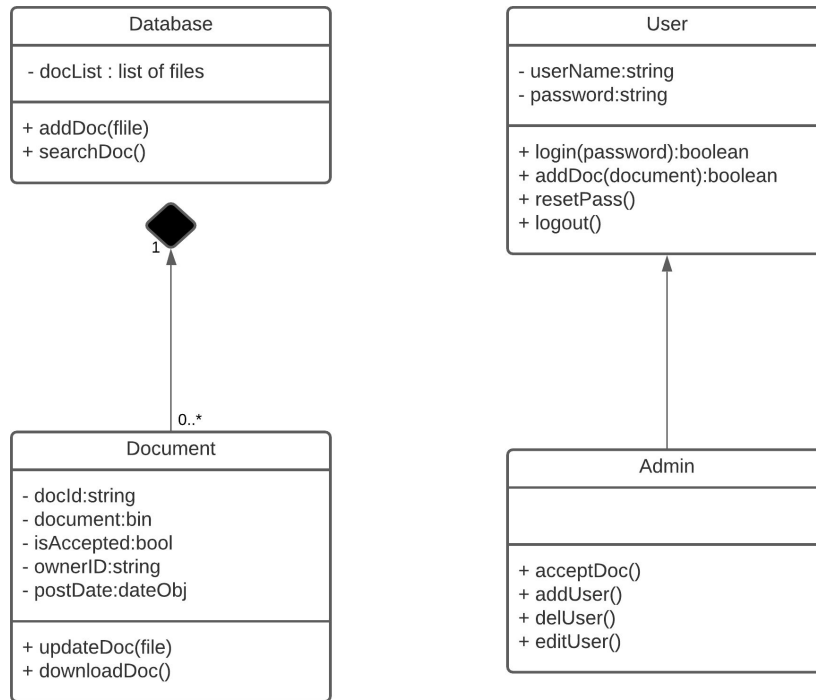 Database
- docList : list of files
+ addDoc(flile)
+ searchDoc()
1
0..*
Document
- docId:string
- document:bin
- isAccepted:bool
- ownerID:string
- postDate:dateObj
+ updateDoc(file)
+ downloadDoc()
User
- userName:string
- password:string
+ login(password):boolean
+ addDoc(document):boolean
+ resetPass()
+ logout()
Admin
+ acceptDoc()
+ addUser()
+ delUser()
+ editUser()